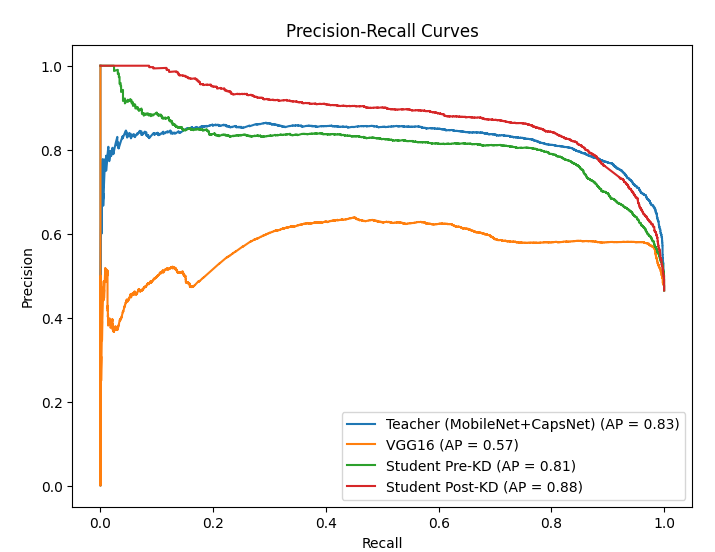 Precision-Recall Curves
1.0
0.8
0.6
0.4
0.2
0.0
Precision
0.0 0.2 0.4 0.6 0.8 1.0
Recall
Teacher (MobileNet+CapsNet) (AP = 0.83)
VGG16 (AP = 0.57)
Student Pre-KD (AP = 0.81)
Student Post-KD (AP = 0.88)